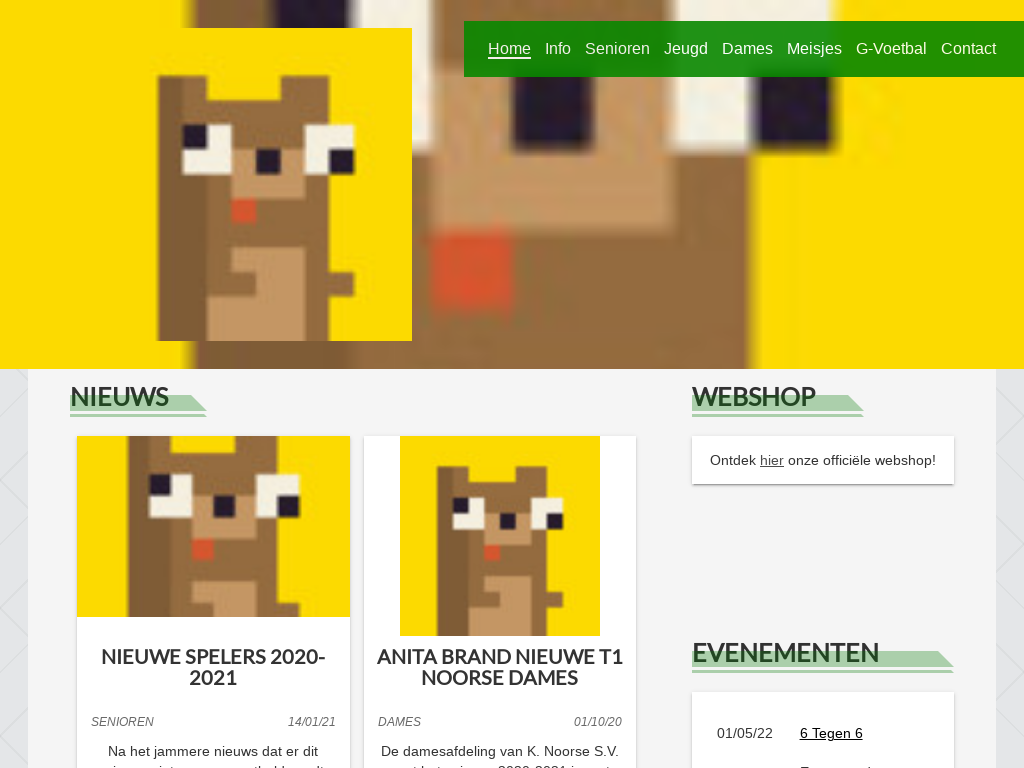 Home Info Senioren Jeugd Dames Meisjes G-Voetbal Contact
NIEUWS
NIEUWE SPELERS 2020-
2021
SENIOREN 14/01/21
Na het jammere nieuws dat er dit
ANITA BRAND NIEUWE T1
NOORSE DAMES
DAMES 01/10/20
De damesafdeling van K. Noorse S.V.
WEBSHOP
Ontdek hier onze officiële webshop!
EVENEMENTEN
01/05/22 6 Tegen 6